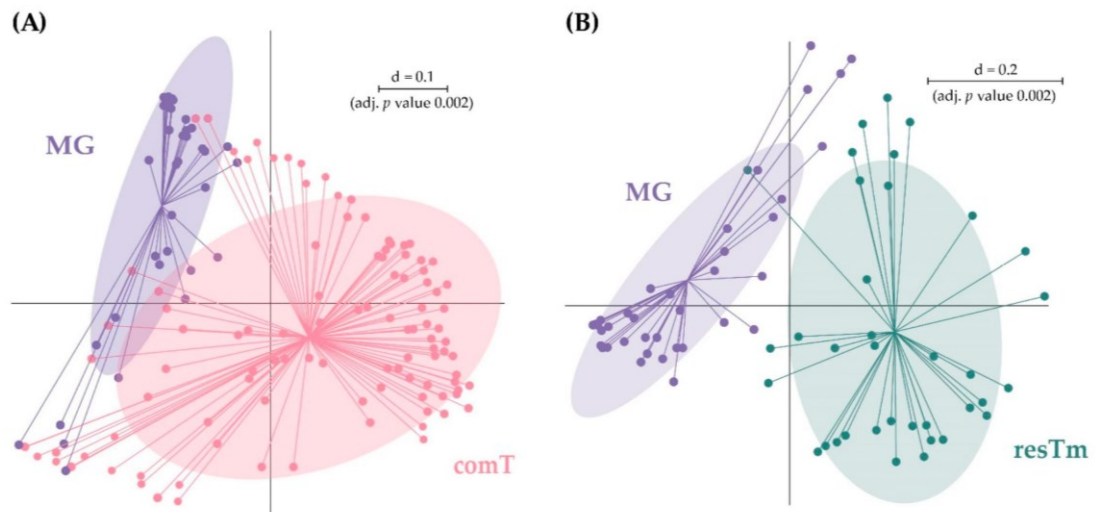 (A)
MG
d = 0.1
(adj. p value 0.002)
comT
(B)
MG
d = 0.2
(adj. p value 0.002)
resTm